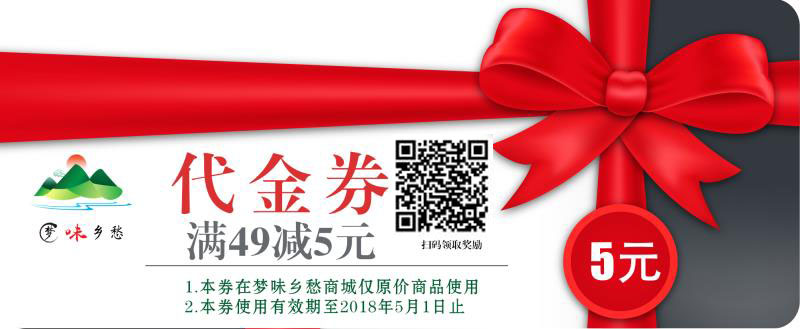 代金券
满49减5元
扫码领取奖励
梦味乡愁
5元
1.本券在梦味乡愁商城仅原价商品使用
2.本券使用有效期至2018年5月1日止